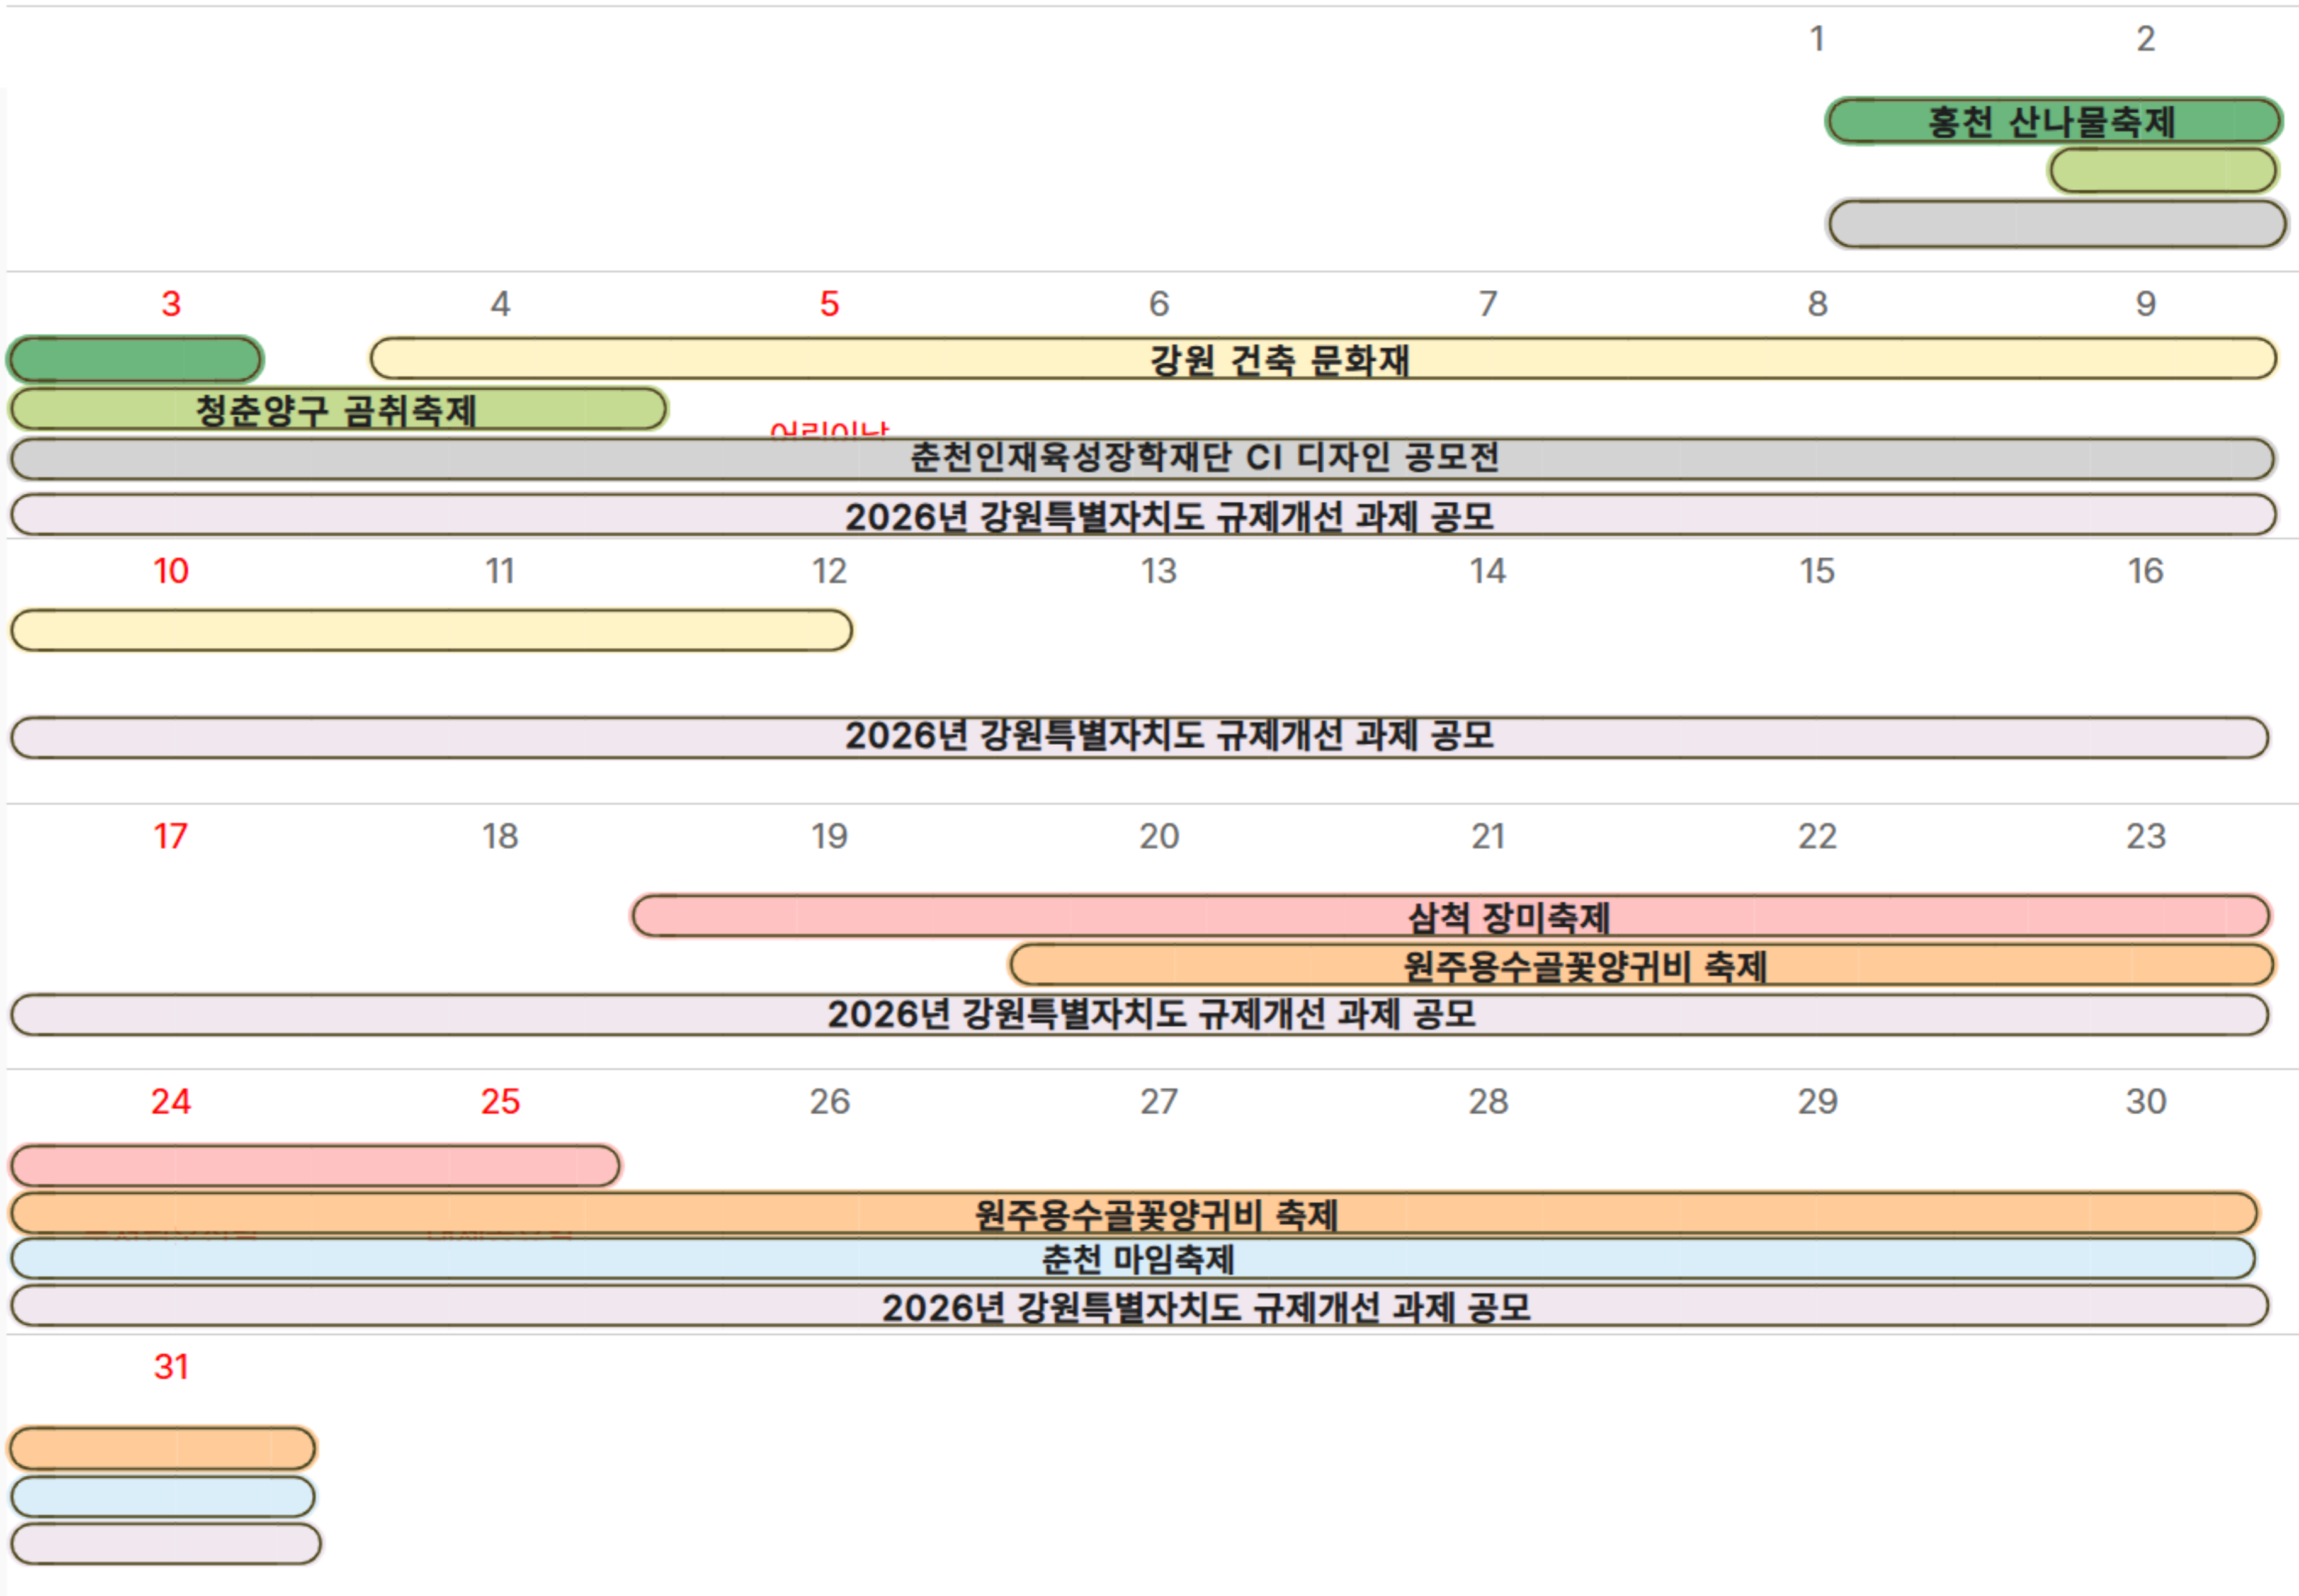 1 2
홍천 산나물축제
3 4 5 6 7 8 9
강원 건축 문화재
청춘양구 곰취축제
어린이날
춘천인재육성장학재단 CI 디자인 공모전
2026년 강원특별자치도 규제개선 과제 공모
10 11 12 13 14 15 16
2026년 강원특별자치도 규제개선 과제 공모
17 18 19 20 21 22 23
삼척 장미축제
원주용수골꽃양귀비 축제
2026년 강원특별자치도 규제개선 과제 공모
24 25 26 27 28 29 30
원주용수골꽃양귀비 축제
춘천 마임축제
2026년 강원특별자치도 규제개선 과제 공모
31